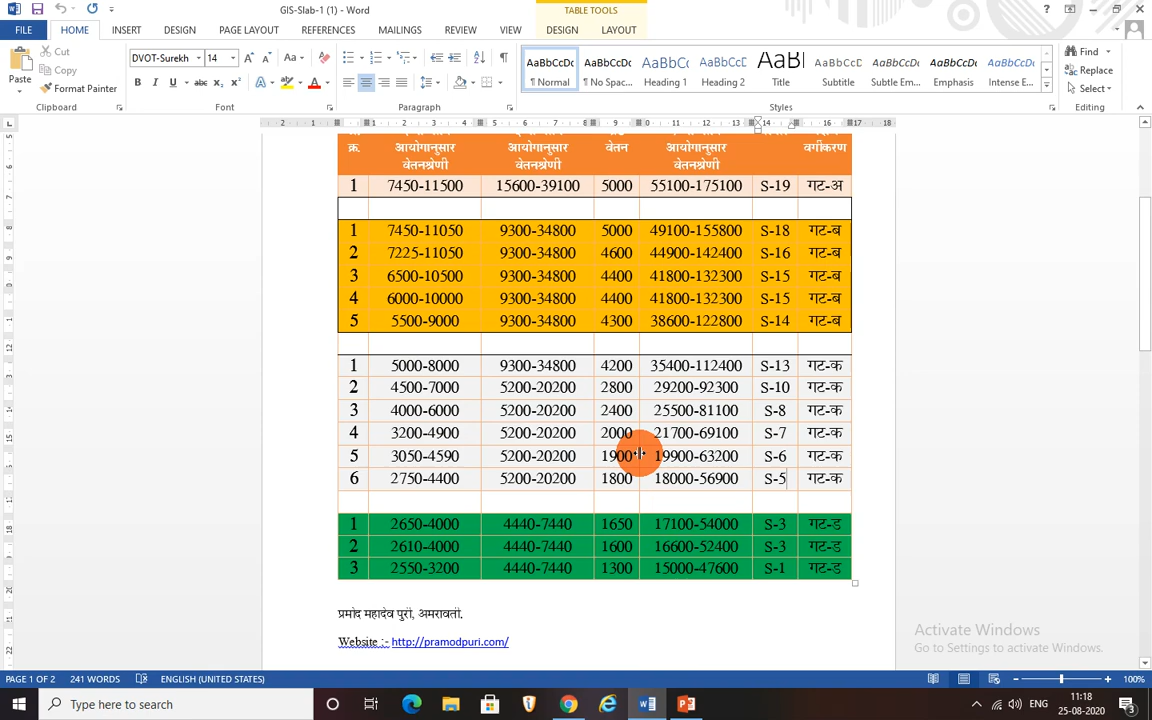 GIS-Slab-1 (1) - Word
TABLE TOOLS
FILE HOME INSERT DESIGN PAGE LAYOUT REFERENCES MAILINGS REVIEW VIEW DESIGN LAYOUT
Cut
Copy
Format Painter
Paste
Clipboard
DVOT-Surekh 14
Font
Paragraph
AaBbCcDc AaBbCcDc AaBbCc AaBbCc AaBl AaBbCcD AaBbCcDc AaBbCcDc AaBbCcDc
¶ Normal ¶ No Spac... Heading 1 Heading 2 Title Subtitle Subtle Em... Emphasis Intense E...
Styles
Find
Replace
Select
Editing
क्र. आयोगानुसार आयोगानुसार वेतन आयोगानुसार वर्गीकरण
वेतनश्रेणी वेतनश्रेणी वेतनश्रेणी
1 7450-11500 15600-39100 5000 55100-175100 S-19 गट-अ
1 7450-11050 9300-34800 5000 49100-155800 S-18 गट-ब
2 7225-11050 9300-34800 4600 44900-142400 S-16 गट-ब
3 6500-10500 9300-34800 4400 41800-132300 S-15 गट-ब
4 6000-10000 9300-34800 4400 41800-132300 S-15 गट-ब
5 5500-9000 9300-34800 4300 38600-122800 S-14 गट-ब
1 5000-8000 9300-34800 4200 35400-112400 S-13 गट-क
2 4500-7000 5200-20200 2800 29200-92300 S-10 गट-क
3 4000-6000 5200-20200 2400 25500-81100 S-8 गट-क
4 3200-4900 5200-20200 2000 21700-69100 S-7 गट-क
5 3050-4590 5200-20200 1900 19900-63200 S-6 गट-क
6 2750-4400 5200-20200 1800 18000-56900 S-5 गट-क
1 2650-4000 4440-7440 1650 17100-54000 S-3 गट-ड
2 2610-4000 4440-7440 1600 16600-52400 S-3 गट-ड
3 2550-3200 4440-7440 1300 15000-47600 S-1 गट-ड
प्रमोद महादेव पुरी, अमरावती.
Website :- http://pramodpuri.com/
Activate Windows
Go to Settings to activate Windows.
PAGE 1 OF 2 241 WORDS ENGLISH (UNITED STATES) 100%
Type here to search
ENG
11:18
25-08-2020